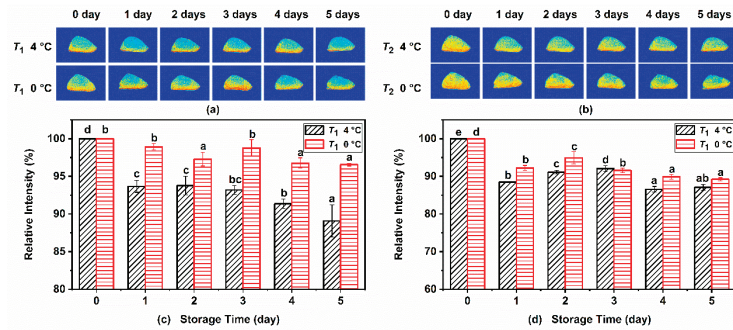 0 day 1 day 2 days 3 days 4 days 5 days
T1 4 °C
T1 0 °C
(a)
0 day 1 day 2 days 3 days 4 days 5 days
T2 4 °C
T2 0 °C
(b)
Relative Intensity (%)
100
95
90
85
80
T1 4 °C
T1 0 °C
d b c b c a bc b b a a a
0 1 2 3 4 5
(c) Storage Time (day)
Relative Intensity (%)
100
90
80
70
60
T1 4 °C
T1 0 °C
e d b c b c d b a a ab a
0 1 2 3 4 5
(d) Storage Time (day)